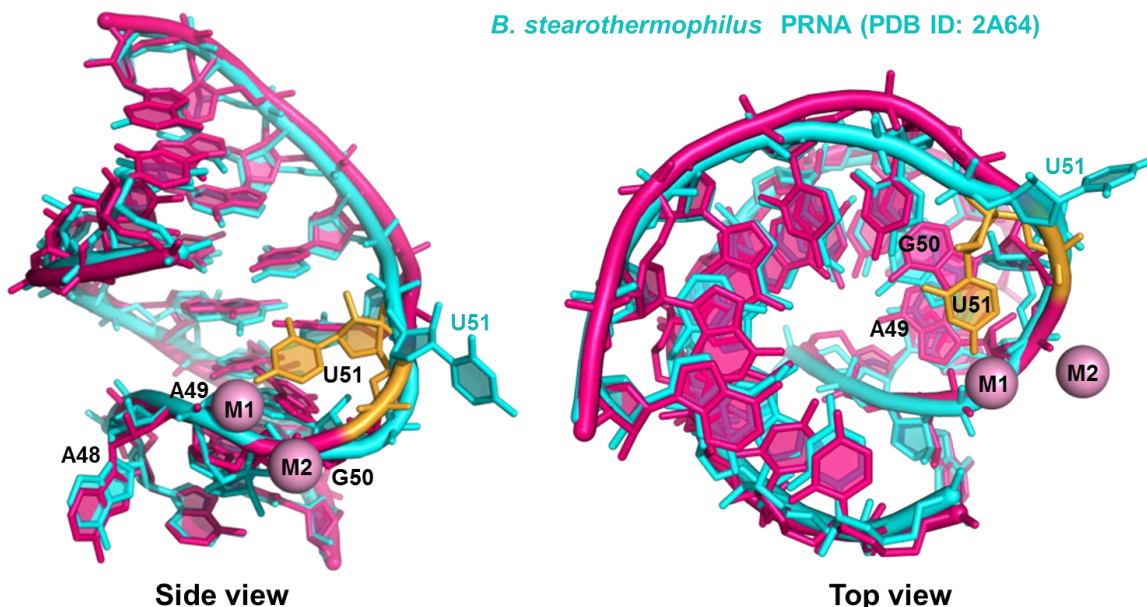 B. stearothermophilus PRNA (PDB ID: 2A64)
U51
U51
A49
M1
A48
M2
G50
Side view
U51
G50
U51
A49
M1
M2
Top view